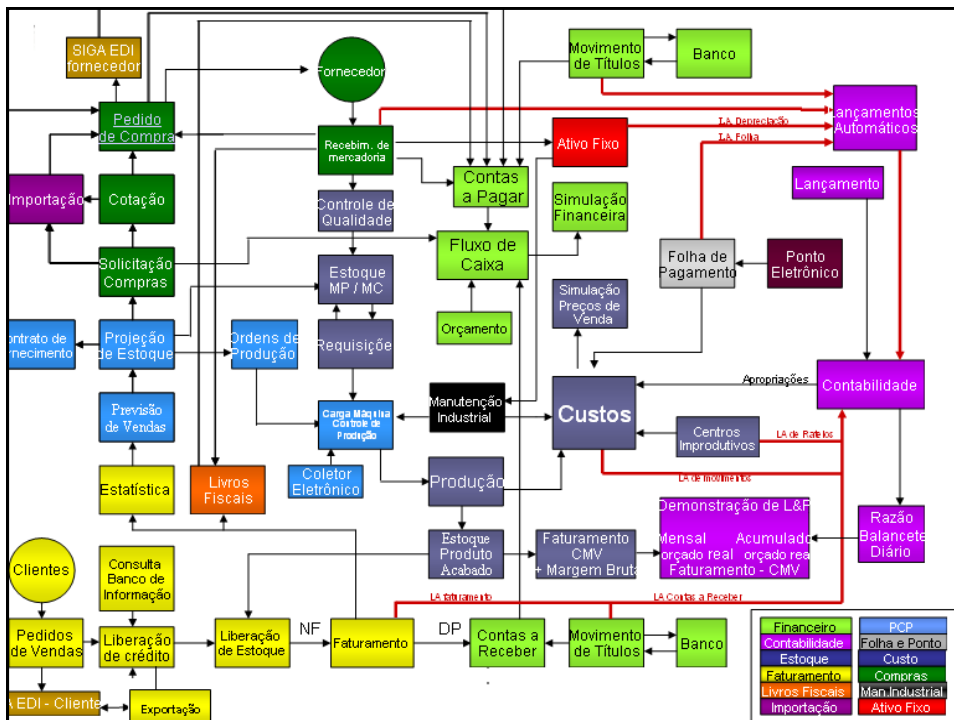 SIGA EDI
fornecedor
Fornecedor
Movimento
de Títulos
Banco
Pedido
de Compra
Recebim. de
mercadoria
Ativo Fixo
LA. Depreciação
LA. Folha
Lançamentos
Automáticos
Importação
Cotação
Controle de
Qualidade
Contas
a Pagar
Simulação
Financeira
Lançamento
Solicitação
Compras
Estoque
MP / MC
Fluxo de
Caixa
Folha de
Pagamento
Ponto
Eletrônico
Simulação
Preços de
Venda
ontrato de
rnecimento
Projeção
de Estoque
Ordens de
Produção
Requisiçõe
Orçamento
Apropriações
Contabilidade
Previsão
de Vendas
Carga Máquina
Controle de
Produção
Manutenção
Industrial
Custos
Centros
Improdutivos
LA de Rateios
LA de movimentos
Estatística
Livros
Fiscais
Coletor
Eletrônico
Produção
Demonstração de L&P
Mensal Acumulado
orçado real orçado real
Faturamento - CMV
Razão
Balancete
Diário
Estoque
Produto
Acabado
Faturamento
CMV
+ Margem Bruta
Clientes
Consulta
Banco de
Informação
LA faturamento
LA Contas a Receber
Pedidos
de Vendas
Liberação
de crédito
Liberação
de Estoque
NF
Faturamento
DP
Contas a
Receber
Movimento
de Títulos
Banco
A EDI - Cliente
Exportação
Financeiro
PCP
Contabilidade
Folha e Ponto
Estoque
Custo
Faturamento
Compras
Livros Fiscais
Man.Industrial
Importação
Ativo Fixo